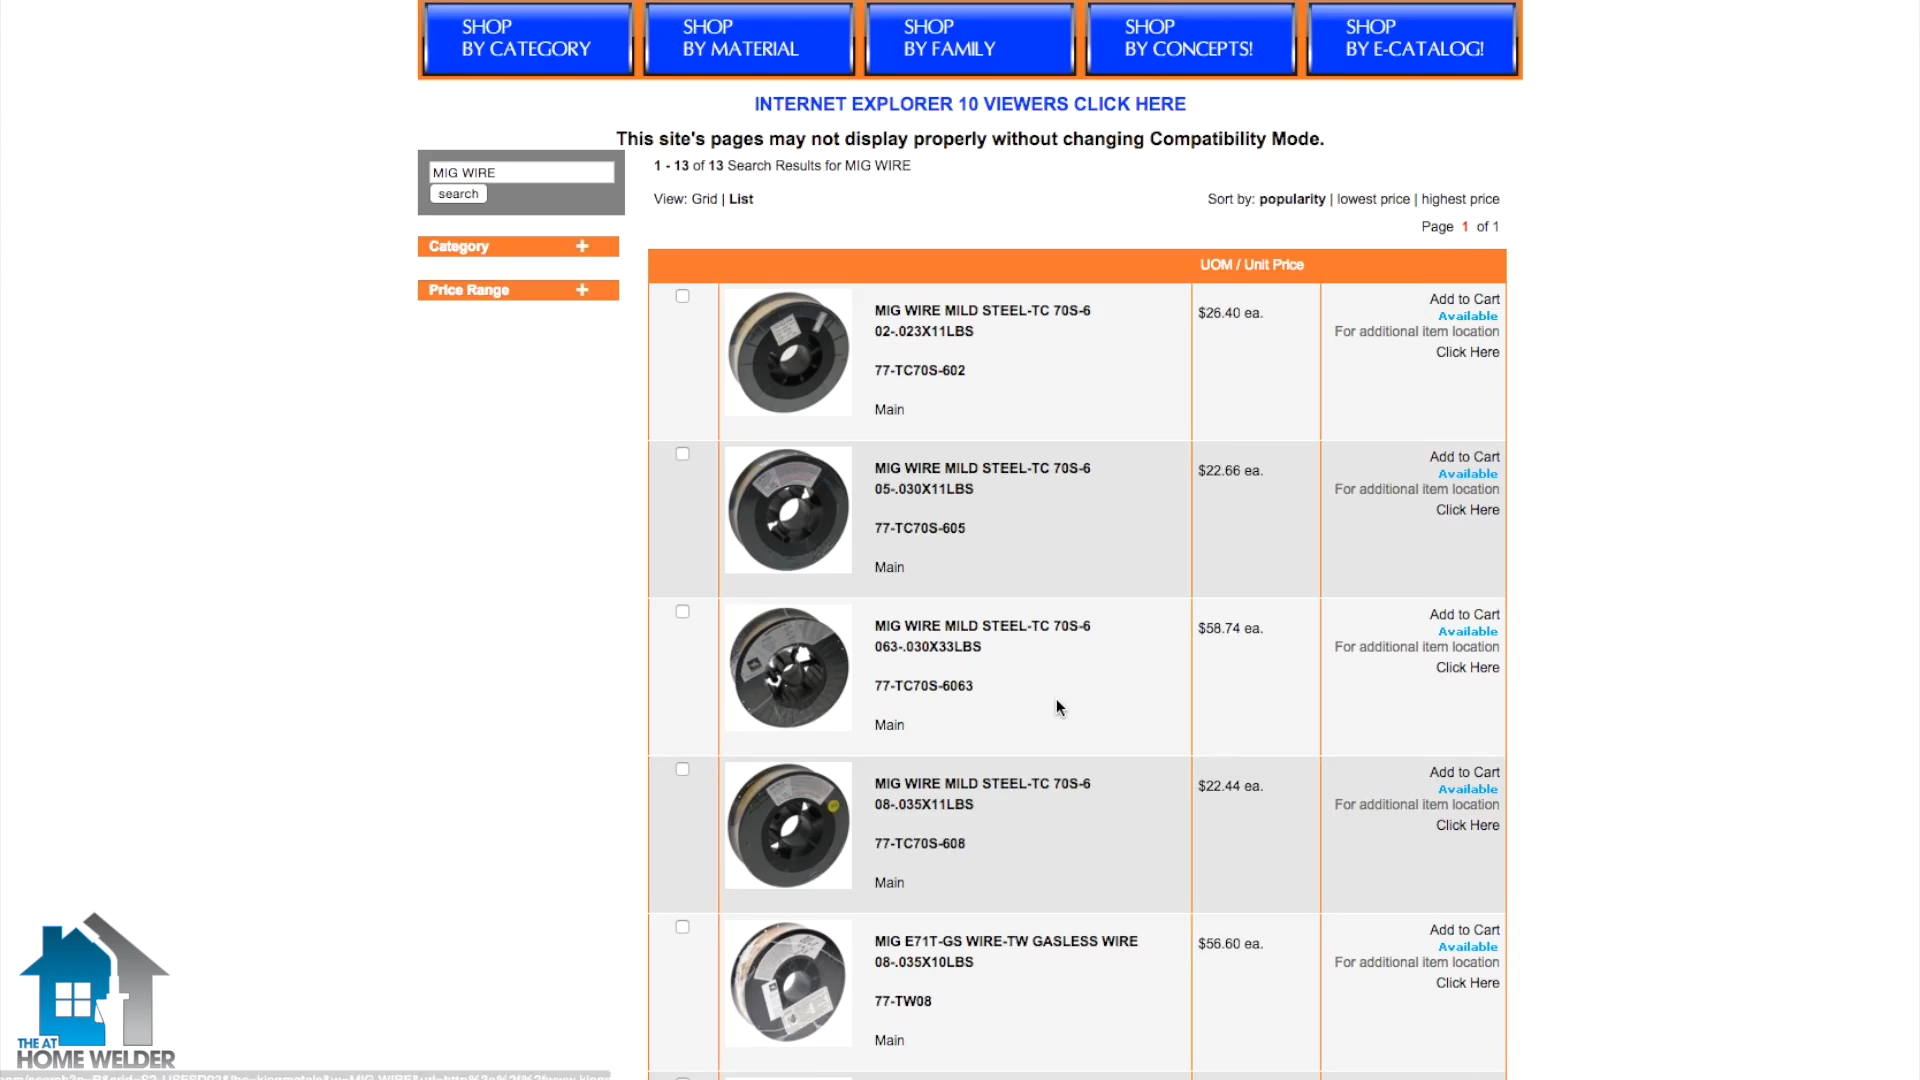 SHOP
BY CATEGORY
SHOP
BY MATERIAL
SHOP
BY FAMILY
SHOP
BY CONCEPTS!
SHOP
BY E-CATALOG!
INTERNET EXPLORER 10 VIEWERS CLICK HERE
This site's pages may not display properly without changing Compatibility Mode.
MIG WIRE
search
1 - 13 of 13 Search Results for MIG WIRE
View: Grid | List
Sort by: popularity | lowest price | highest price
Page 1 of 1
Category +
Price Range +
UOM / Unit Price
MIG WIRE MILD STEEL-TC 70S-6
02-.023X11LBS
77-TC70S-602
Main
$26.40 ea.
Add to Cart
Available
For additional item location
Click Here
MIG WIRE MILD STEEL-TC 70S-6
05-.030X11LBS
77-TC70S-605
Main
$22.66 ea.
Add to Cart
Available
For additional item location
Click Here
MIG WIRE MILD STEEL-TC 70S-6
063-.030X33LBS
77-TC70S-6063
Main
$58.74 ea.
Add to Cart
Available
For additional item location
Click Here
MIG WIRE MILD STEEL-TC 70S-6
08-.035X11LBS
77-TC70S-608
Main
$22.44 ea.
Add to Cart
Available
For additional item location
Click Here
MIG E71T-GS WIRE-TW GASLESS WIRE
08-.035X10LBS
77-TW08
Main
$56.60 ea.
Add to Cart
Available
For additional item location
Click Here
THE AT
HOME WELDER